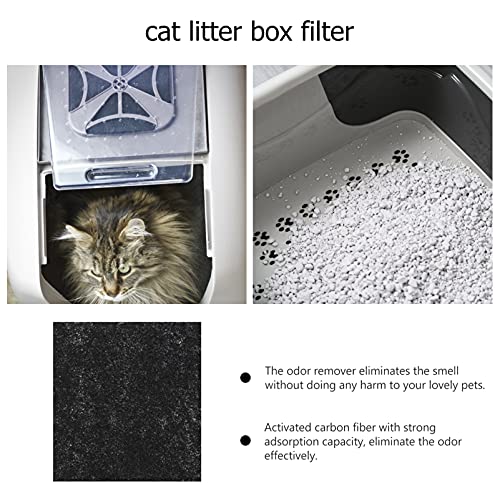 cat litter box filter
The odor remover eliminates the smell
without doing any harm to your lovely pets.
Activated carbon fiber with strong
adsorption capacity, eliminate the odor
effectively.